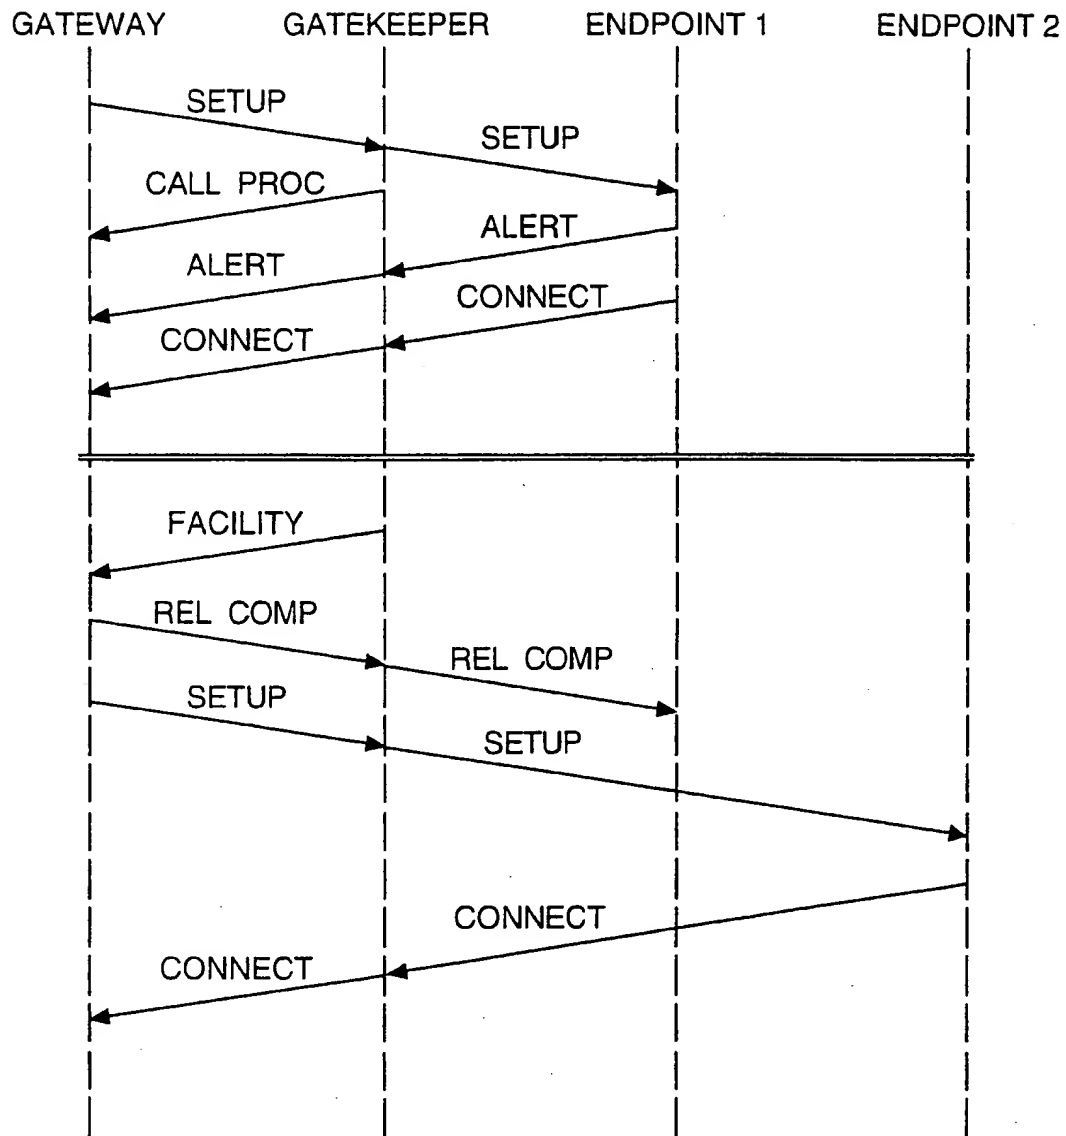 GATEWAY GATEKEEPER ENDPOINT 1 ENDPOINT 2
SETUP
SETUP
CALL PROC
ALERT
ALERT
CONNECT
CONNECT
FACILITY
REL COMP
REL COMP
SETUP
SETUP
CONNECT
CONNECT